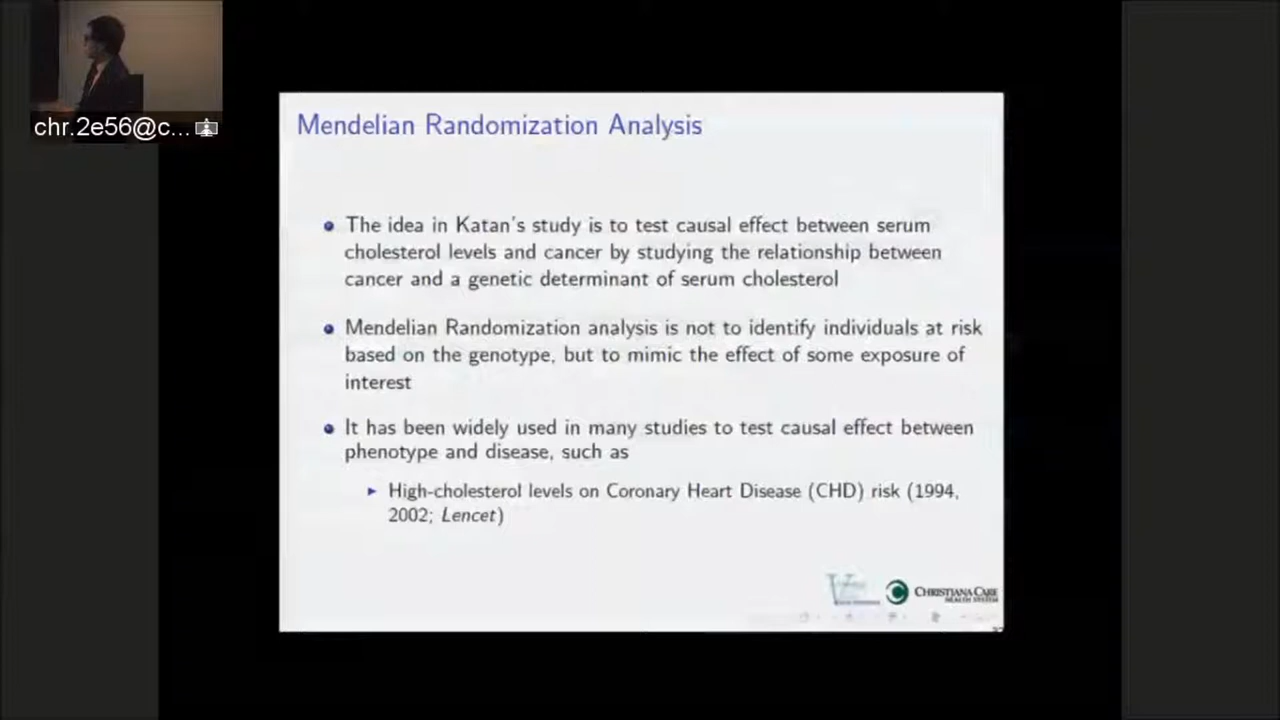 chr.2e56@c...
Mendelian Randomization Analysis
The idea in Katan's study is to test causal effect between serum
cholesterol levels and cancer by studying the relationship between
cancer and a genetic determinant of serum cholesterol
Mendelian Randomization analysis is not to identify individuals at risk
based on the genotype, but to mimic the effect of some exposure of
interest
It has been widely used in many studies to test causal effect between
phenotype and disease, such as
High-cholesterol levels on Coronary Heart Disease (CHD) risk (1994,
2002; Lencet)
CHRISTIANA CARE
HEALTH SYSTEM